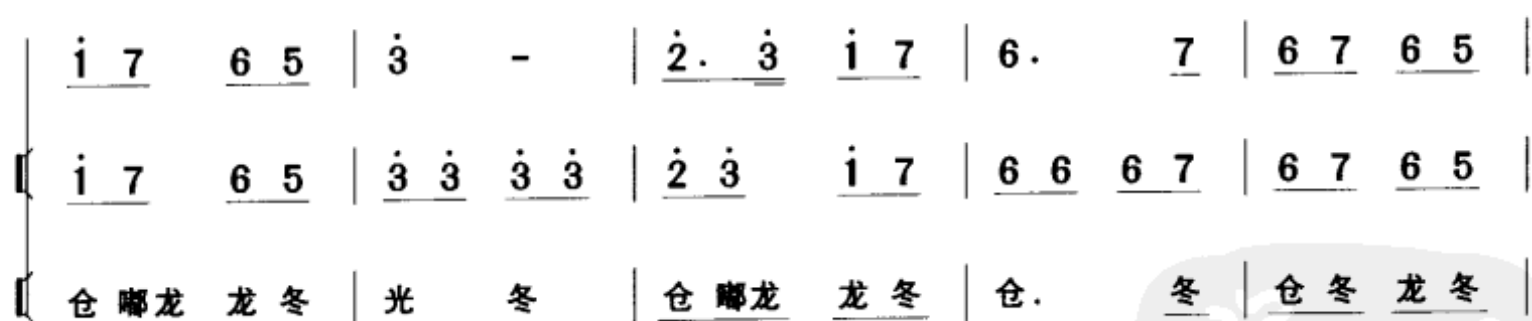 i̇ 7 6 5 | 3̇ - | 2̇ . 3̇ i̇ 7 | 6 . 7 | 6 7 6 5 |
i̇ 7 6 5 | 3̇ 3̇ 3̇ 3̇ | 2̇ 3̇ i̇ 7 | 6 6 6 7 | 6 7 6 5 |
仓 嘟龙 龙 冬 | 光 冬 | 仓 嘟龙 龙 冬 | 仓. 冬 | 仓 冬 龙 冬 |